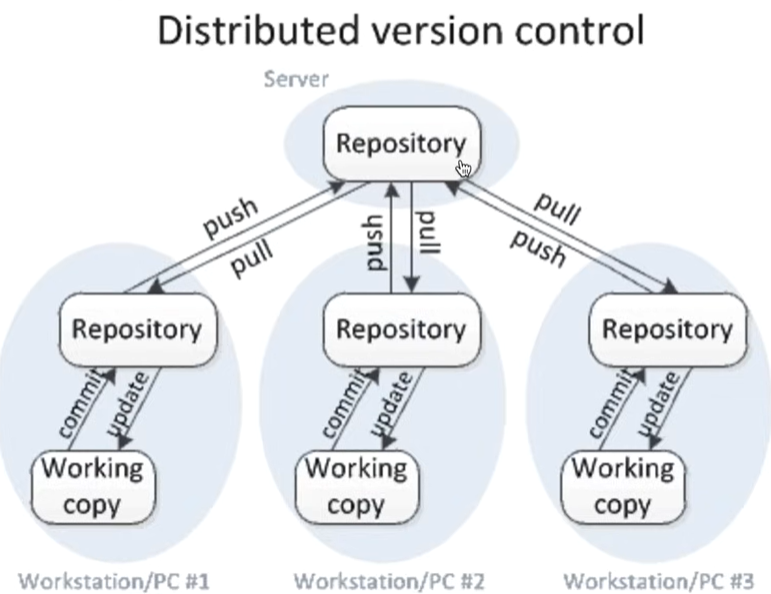 Distributed version control
Server
Repository
push
pull
push
pull
pull
push
Repository
Repository
Repository
commit
update
commit
update
commit
update
Working
copy
Working
copy
Working
copy
Workstation/PC #1
Workstation/PC #2
Workstation/PC #3